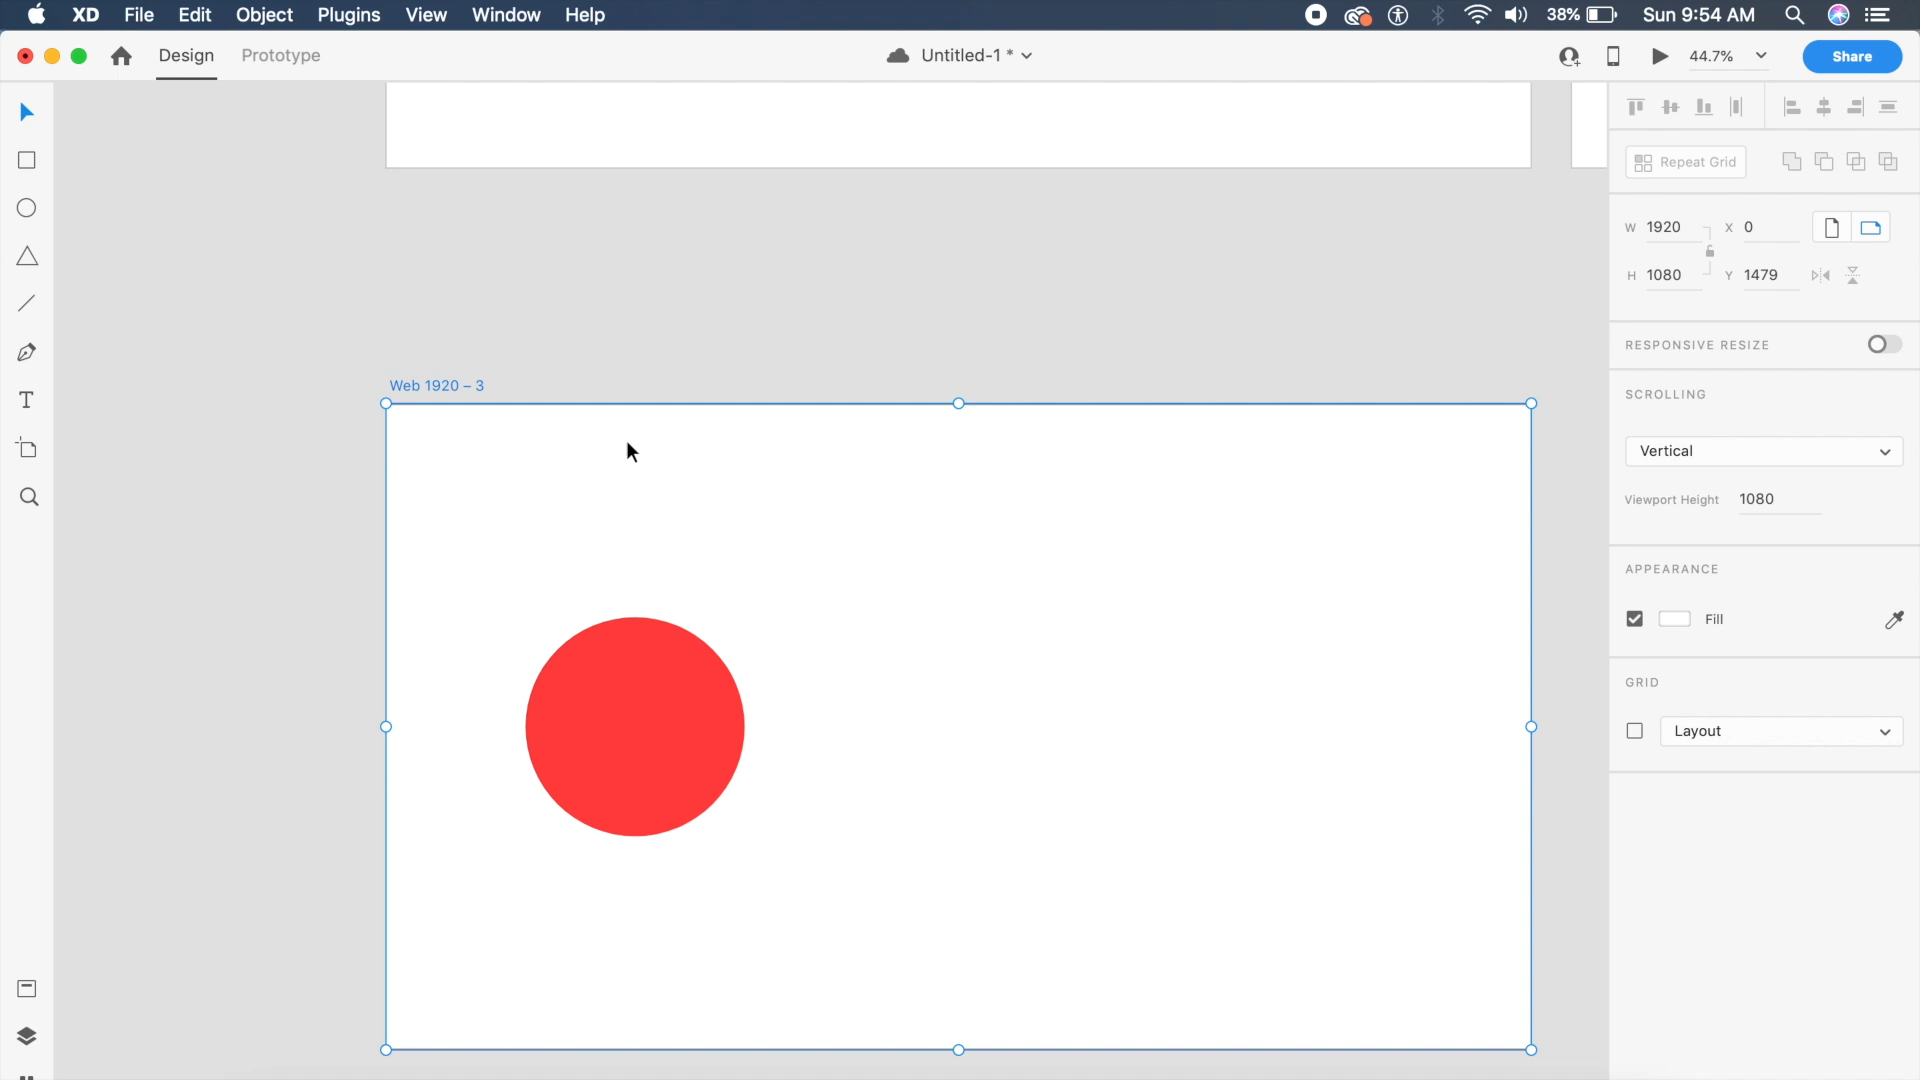 XD File Edit Object Plugins View Window Help 38% Sun 9:54 AM
Design Prototype Untitled-1 * 44.7% Share
Repeat Grid
W 1920 X 0
H 1080 Y 1479
RESPONSIVE RESIZE
SCROLLING
Web 1920 – 3
Vertical
Viewport Height 1080
APPEARANCE
Fill
GRID
Layout